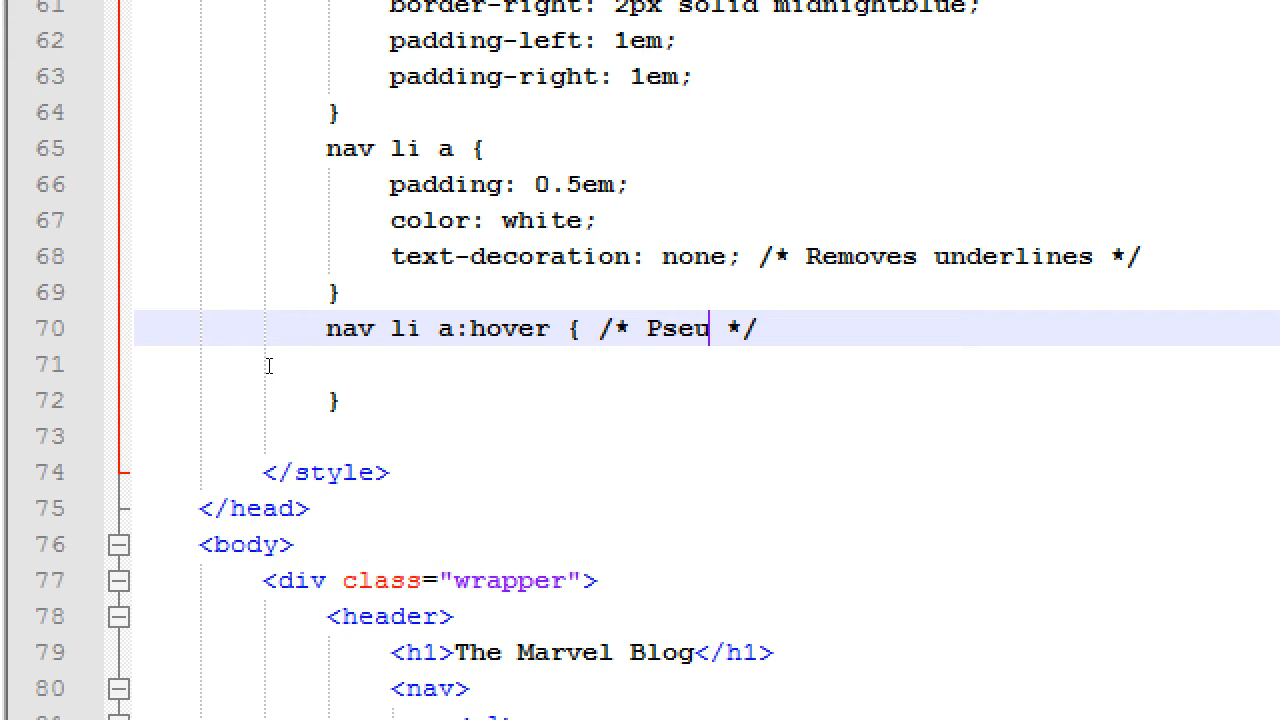 61 border-right: 2px solid midnightblue;
62 padding-left: 1em;
63 padding-right: 1em;
64 }
65 nav li a {
66 padding: 0.5em;
67 color: white;
68 text-decoration: none; /* Removes underlines */
69 }
70 nav li a:hover { /* Pseu */
71
72 }
73
74 </style>
75 </head>
76 <body>
77 <div class="wrapper">
78 <header>
79 <h1>The Marvel Blog</h1>
80 <nav>